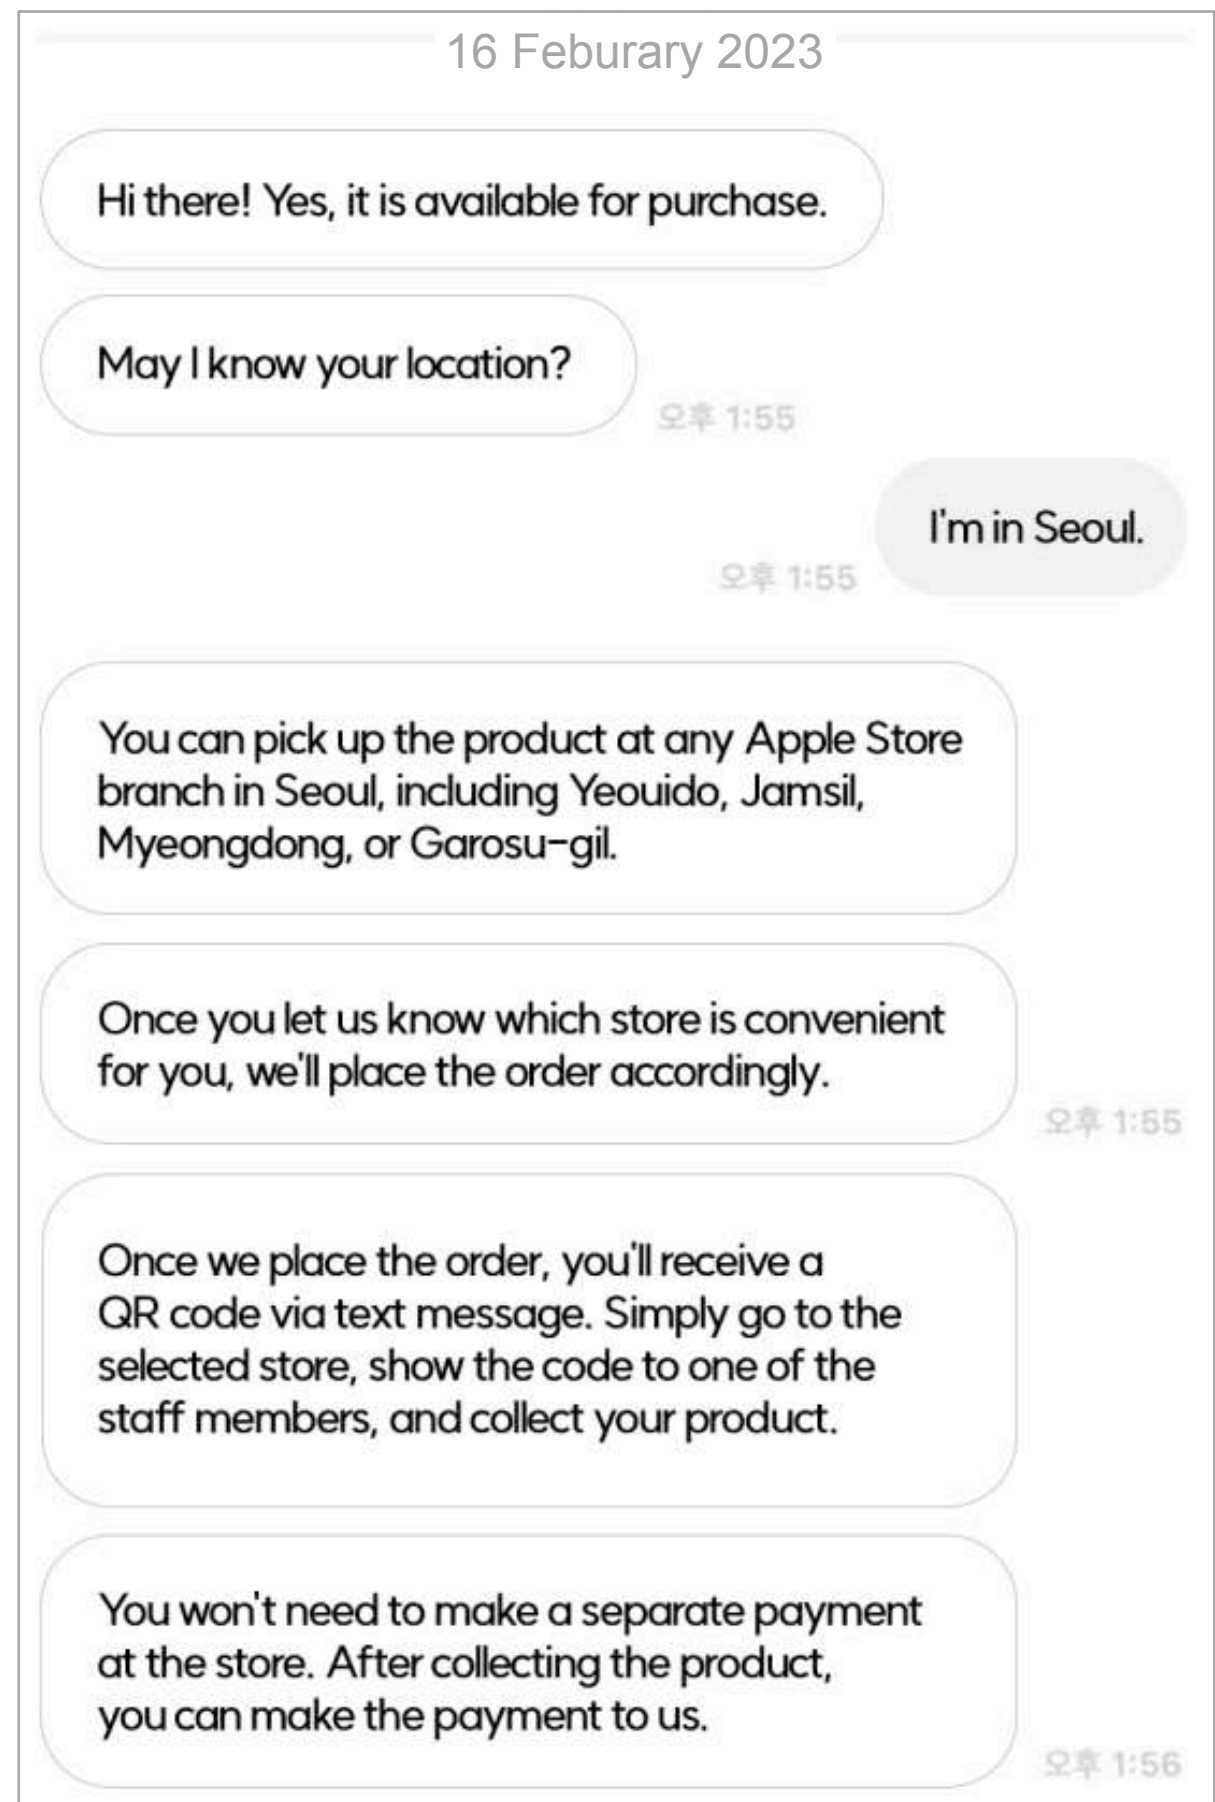 16 Feburary 2023
Hi there! Yes, it is available for purchase.
May I know your location?
오후 1:55
I'm in Seoul.
오후 1:55
You can pick up the product at any Apple Store
branch in Seoul, including Yeouido, Jamsil,
Myeongdong, or Garosu-gil.
Once you let us know which store is convenient
for you, we'll place the order accordingly.
오후 1:55
Once we place the order, you'll receive a
QR code via text message. Simply go to the
selected store, show the code to one of the
staff members, and collect your product.
You won't need to make a separate payment
at the store. After collecting the product,
you can make the payment to us.
오후 1:56